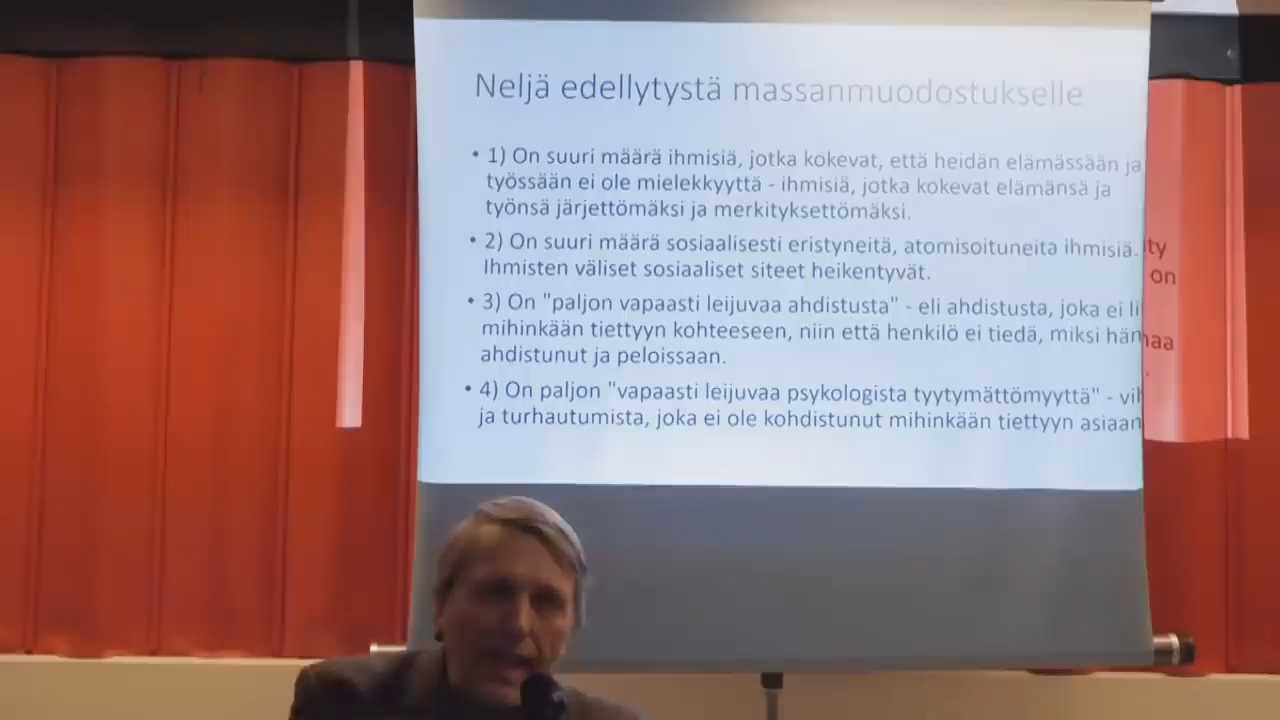 Neljä edellytystä massanmuodostukselle
• 1) On suuri määrä ihmisiä, jotka kokevat, että heidän elämässään ja
työssään ei ole mielekkyyttä - ihmisiä, jotka kokevat elämänsä ja
työnsä järjettömäksi ja merkityksettömäksi.
• 2) On suuri määrä sosiaalisesti eristyneitä, atomisoituneita ihmisiä.
Ihmisten väliset sosiaaliset siteet heikentyvät.
• 3) On "paljon vapaasti leijuvaa ahdistusta" - eli ahdistusta, joka ei
mihinkään tiettyyn kohteeseen, niin että henkilö ei tiedä, miksi
ahdistunut ja peloissaan.
• 4) On paljon "vapaasti leijuvaa psykologista tyytymättömyyttä" -
ja turhautumista, joka ei ole kohdistunut mihinkään tiettyyn asiaan
on